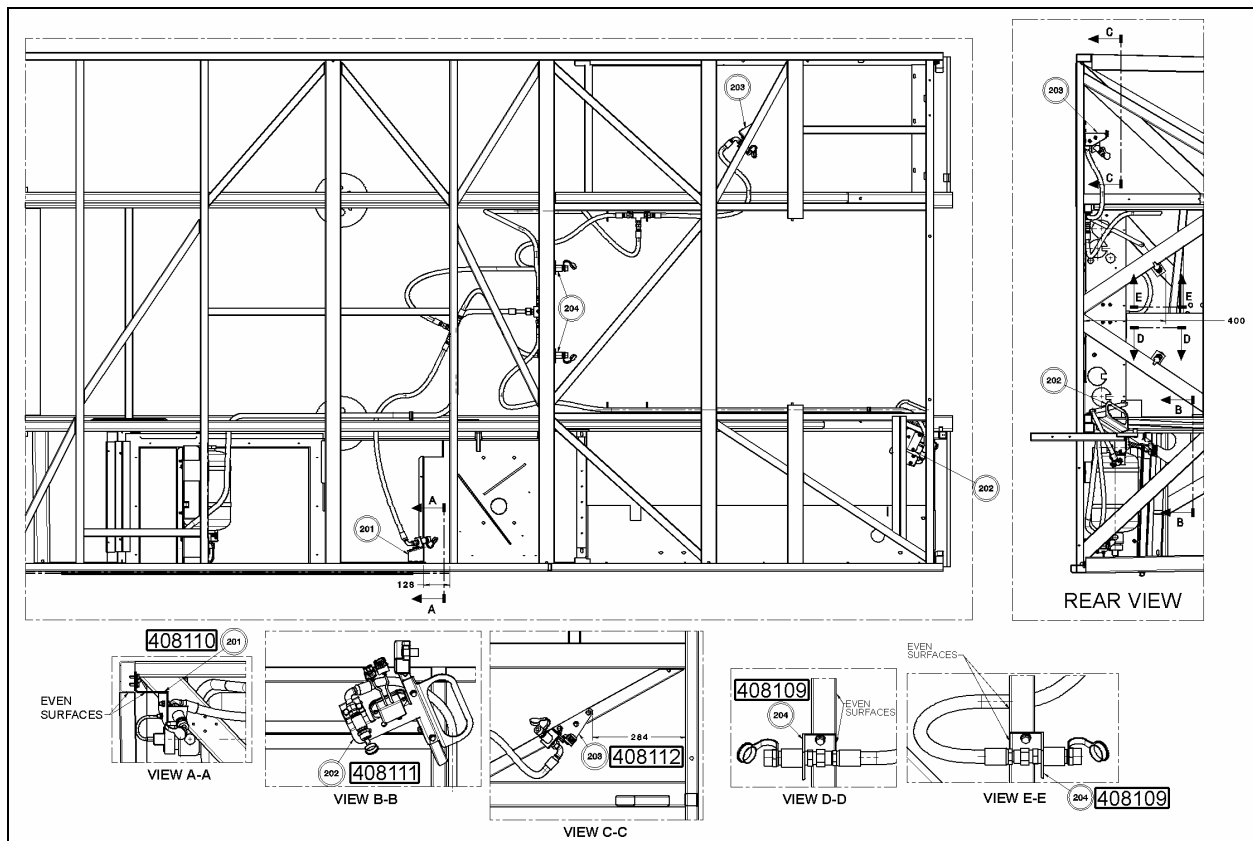 203
204
202
A
201
128
A
C
203
C
E
E
400
D
D
202
B
B
REAR VIEW
408110
201
EVEN
SURFACES
VIEW A-A
202
408111
VIEW B-B
284
203
408112
VIEW C-C
408109
204
EVEN
SURFACES
VIEW D-D
EVEN
SURFACES
204
408109
VIEW E-E